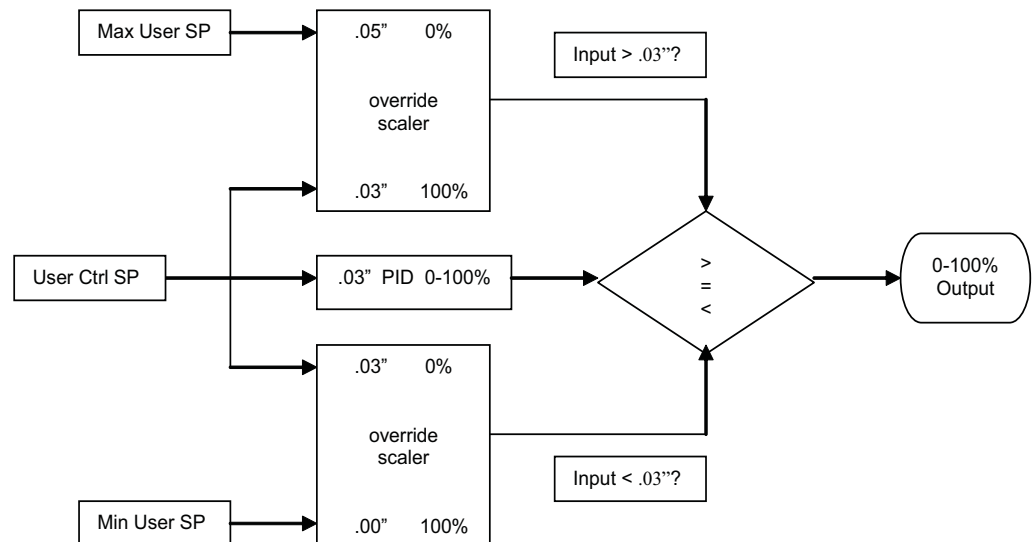 Max User SP
.05” 0%
override
scaler
.03” 100%
Input > .03”?
User Ctrl SP
.03” PID 0-100%
>
=
<
0-100%
Output
.03” 0%
override
scaler
.00” 100%
Input < .03”?
Min User SP